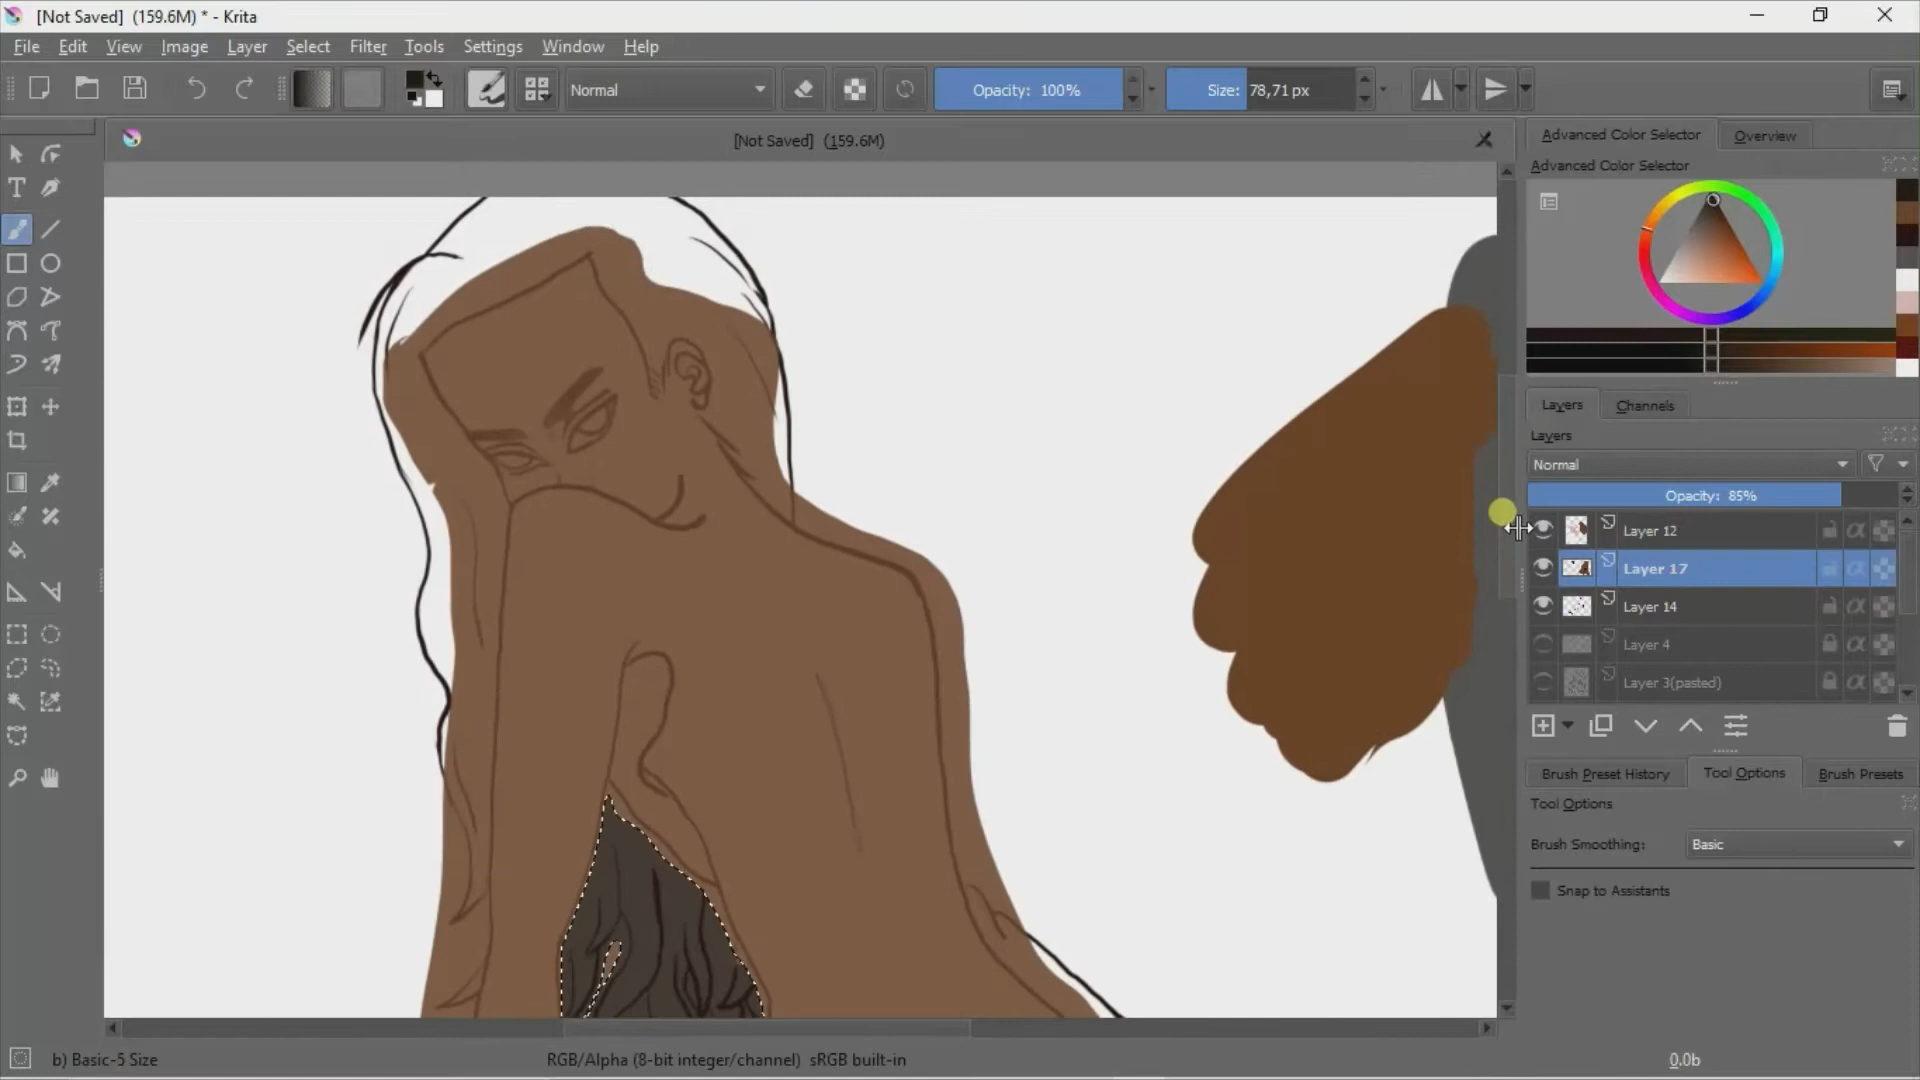 [Not Saved] (159.6M) * - Krita
File Edit View Image Layer Select Filter Tools Settings Window Help
Normal Opacity: 100% Size: 78,71 px
[Not Saved] (159.6M)
Advanced Color Selector Overview
Advanced Color Selector
Layers Channels
Layers
Normal
Opacity: 85%
Layer 12
Layer 17
Layer 14
Layer 4
Layer 3(pasted)
Brush Preset History Tool Options Brush Presets
Tool Options
Brush Smoothing: Basic
Snap to Assistants
b) Basic-5 Size RGB/Alpha (8-bit integer/channel) sRGB built-in 0.0b